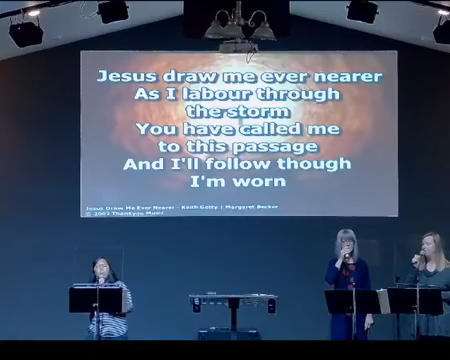 Jesus draw me ever nearer
As I labour through
the storm
You have called me
to this passage
And I'll follow though
I'm worn
Jesus Draw Me Ever Nearer - Keith Getty | Margaret Becker
© 2002 Thankyou Music